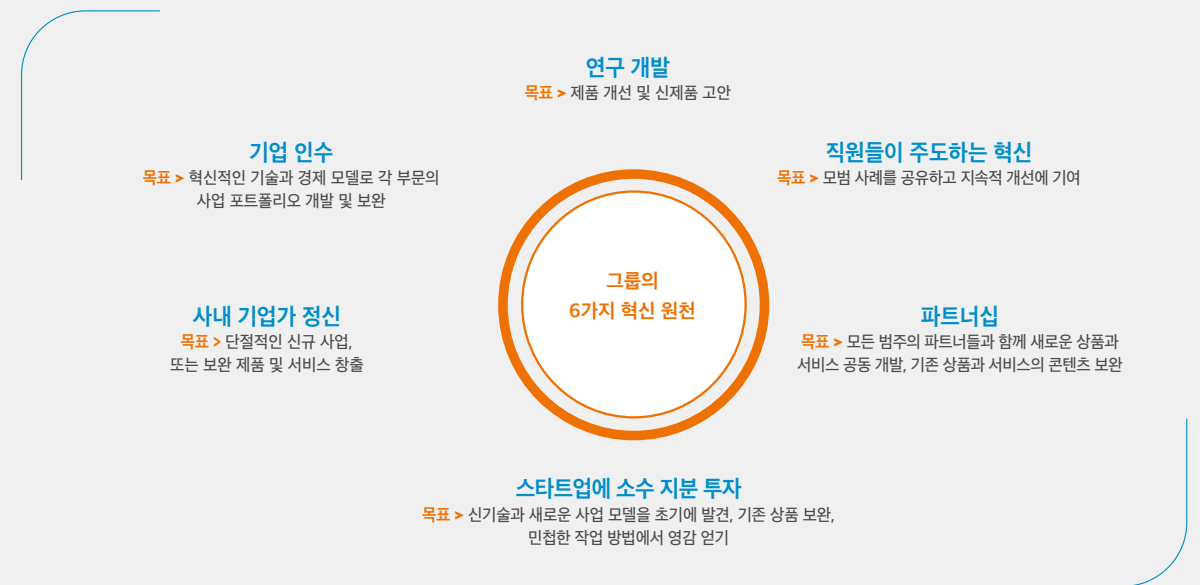 연구 개발
목표 > 제품 개선 및 신제품 고안
기업 인수
목표 > 혁신적인 기술과 경제 모델로 각 부문의
사업 포트폴리오 개발 및 보완
직원들이 주도하는 혁신
목표 > 모범 사례를 공유하고 지속적 개선에 기여
그룹의
6가지 혁신 원천
사내 기업가 정신
목표 > 단절적인 신규 사업,
또는 보완 제품 및 서비스 창출
파트너십
목표 > 모든 범주의 파트너들과 함께 새로운 상품과
서비스 공동 개발, 기존 상품과 서비스의 콘텐츠 보완
스타트업에 소수 지분 투자
목표 > 신기술과 새로운 사업 모델을 초기에 발견, 기존 상품 보완,
민첩한 작업 방법에서 영감 얻기